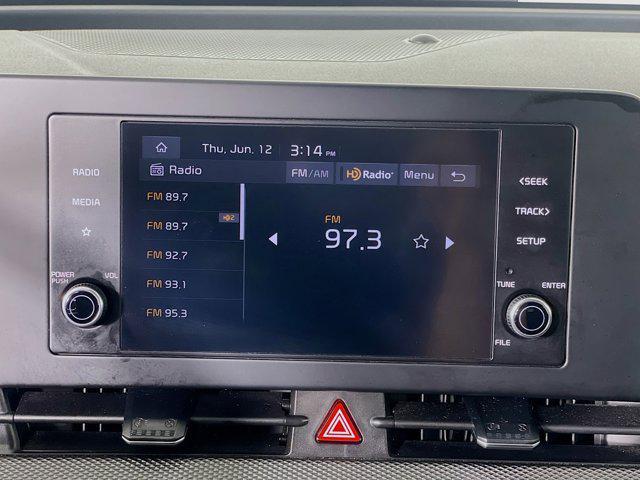 Thu, Jun. 12 3:14 PM
Radio FM/AM HD Radio Menu
FM 89.7
FM 89.7 HD2
FM 92.7
FM 93.1
FM 95.3
FM
97.3
RADIO
MEDIA
POWER PUSH VOL
<SEEK
TRACK>
SETUP
TUNE ENTER
FILE